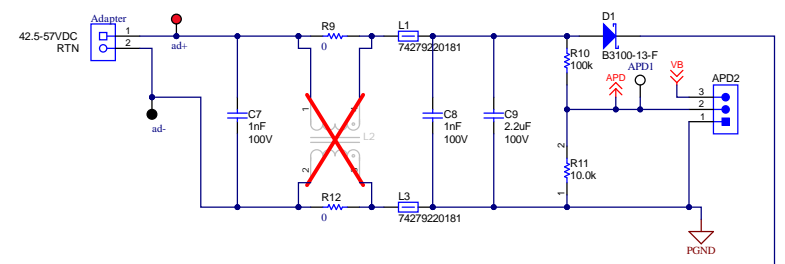 Adapter
42.5-57VDC
RTN
1
2
ad+
ad-
C7
1nF
100V
R9
0
1
2
L2
R12
0
L1
74279220181
L3
74279220181
C8
1nF
100V
C9
2.2uF
100V
D1
B3100-13-F
R10
100k
APD
APD1
VB
APD2
3
2
1
2
R11
10.0k
1
PGND